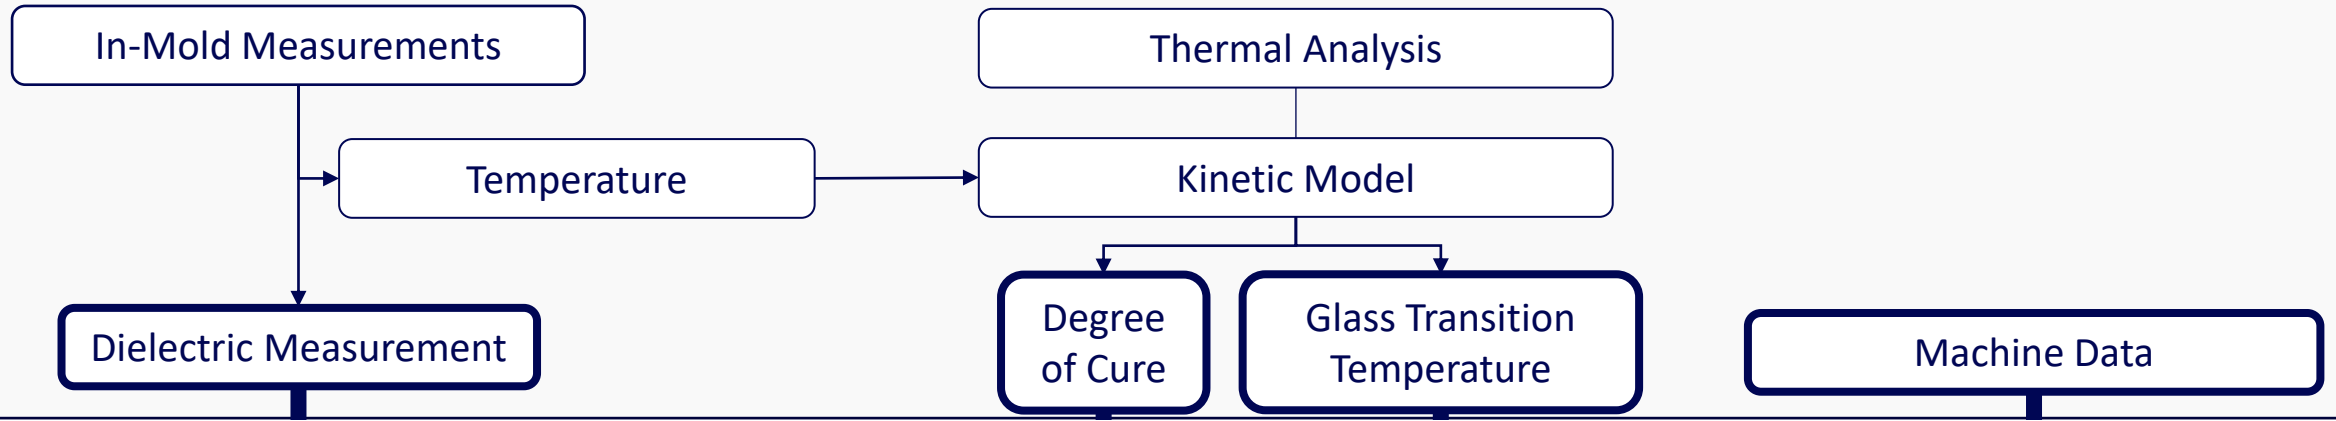 In-Mold Measurements
Thermal Analysis
Temperature
Kinetic Model
Dielectric Measurement
Degree
of Cure
Glass Transition
Temperature
Machine Data